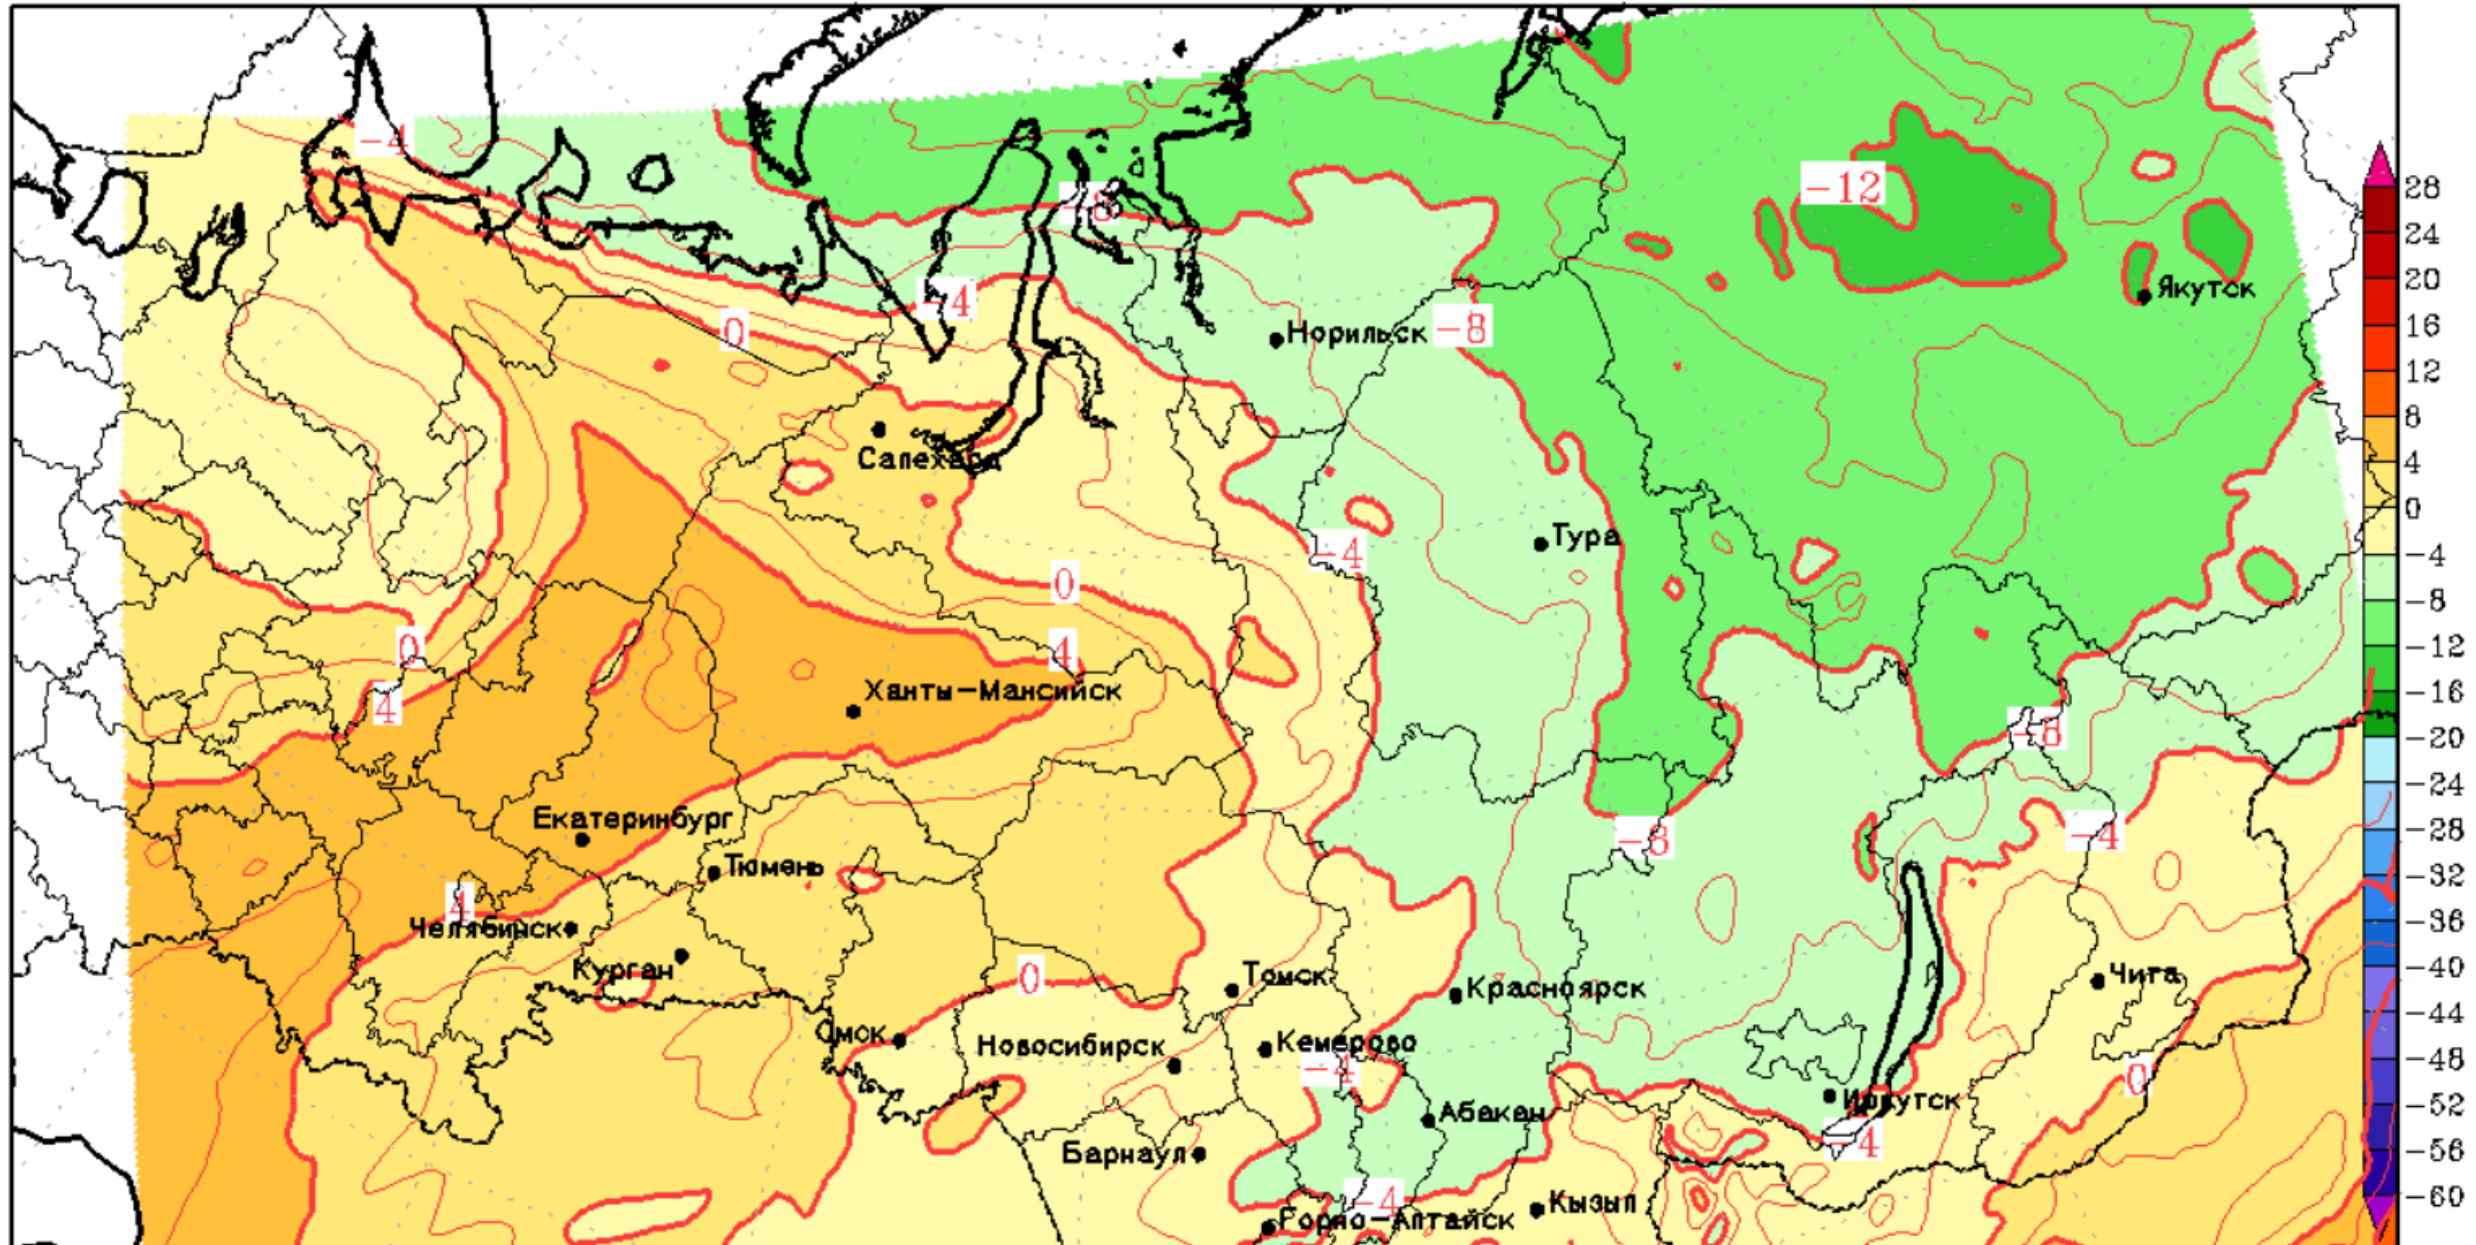 -4
-8
-12
28
24
20
16
12
8
4
0
-4
-8
-12
-16
-20
-24
-28
-32
-36
-40
-44
-48
-52
-56
-60
Якутск
-4
0
Норильск
-8
Салехард
Тура
-4
0
0
4
4
Ханты-Мансийск
-8
Екатеринбург
-8
-4
Тюмень
4
Челябинск
Курган
0
Томск
Красноярск
Чита
Омск
Новосибирск
Кемерово
-4
0
Абакан
Иркутск
-4
Барнаул
-4
Кызыл
Горно-Алтайск